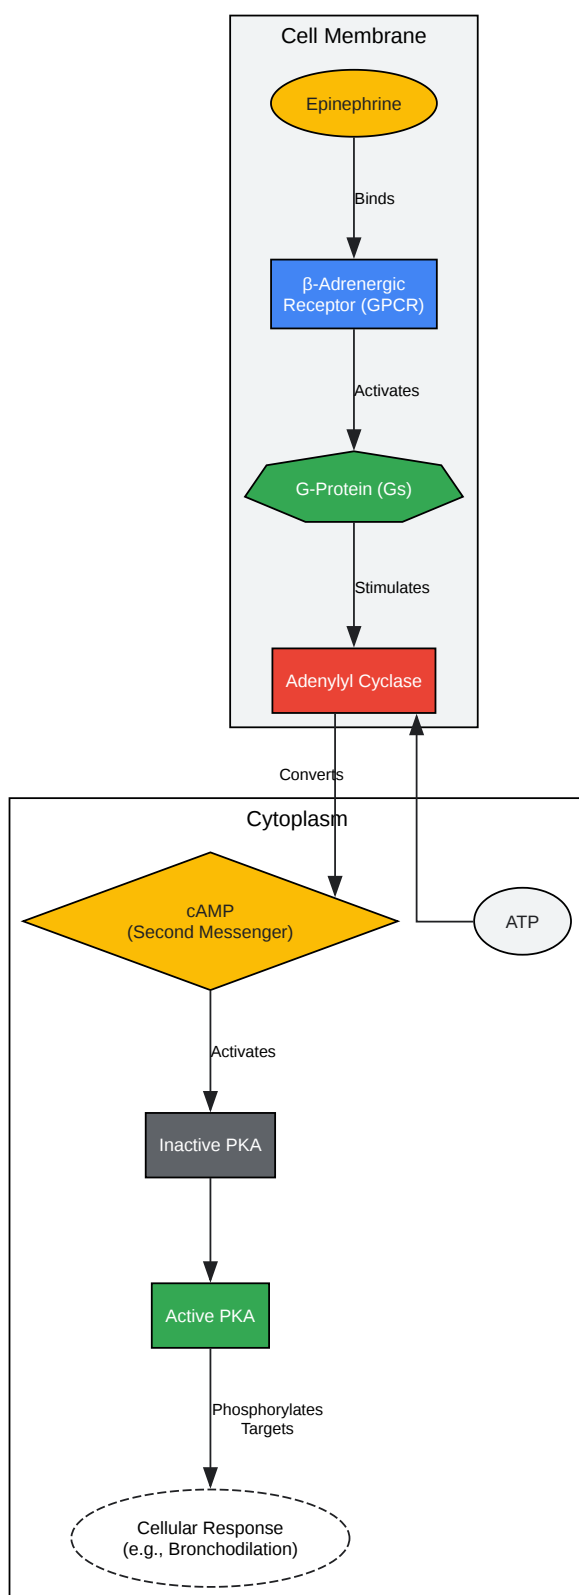 Cell Membrane
Epinephrine
Binds
β-Adrenergic
Receptor (GPCR)
Activates
G-Protein (Gs)
Stimulates
Adenylyl Cyclase
Converts
Cytoplasm
cAMP
(Second Messenger)
ATP
Activates
Inactive PKA
Active PKA
Phosphorylates
Targets
Cellular Response
(e.g., Bronchodilation)